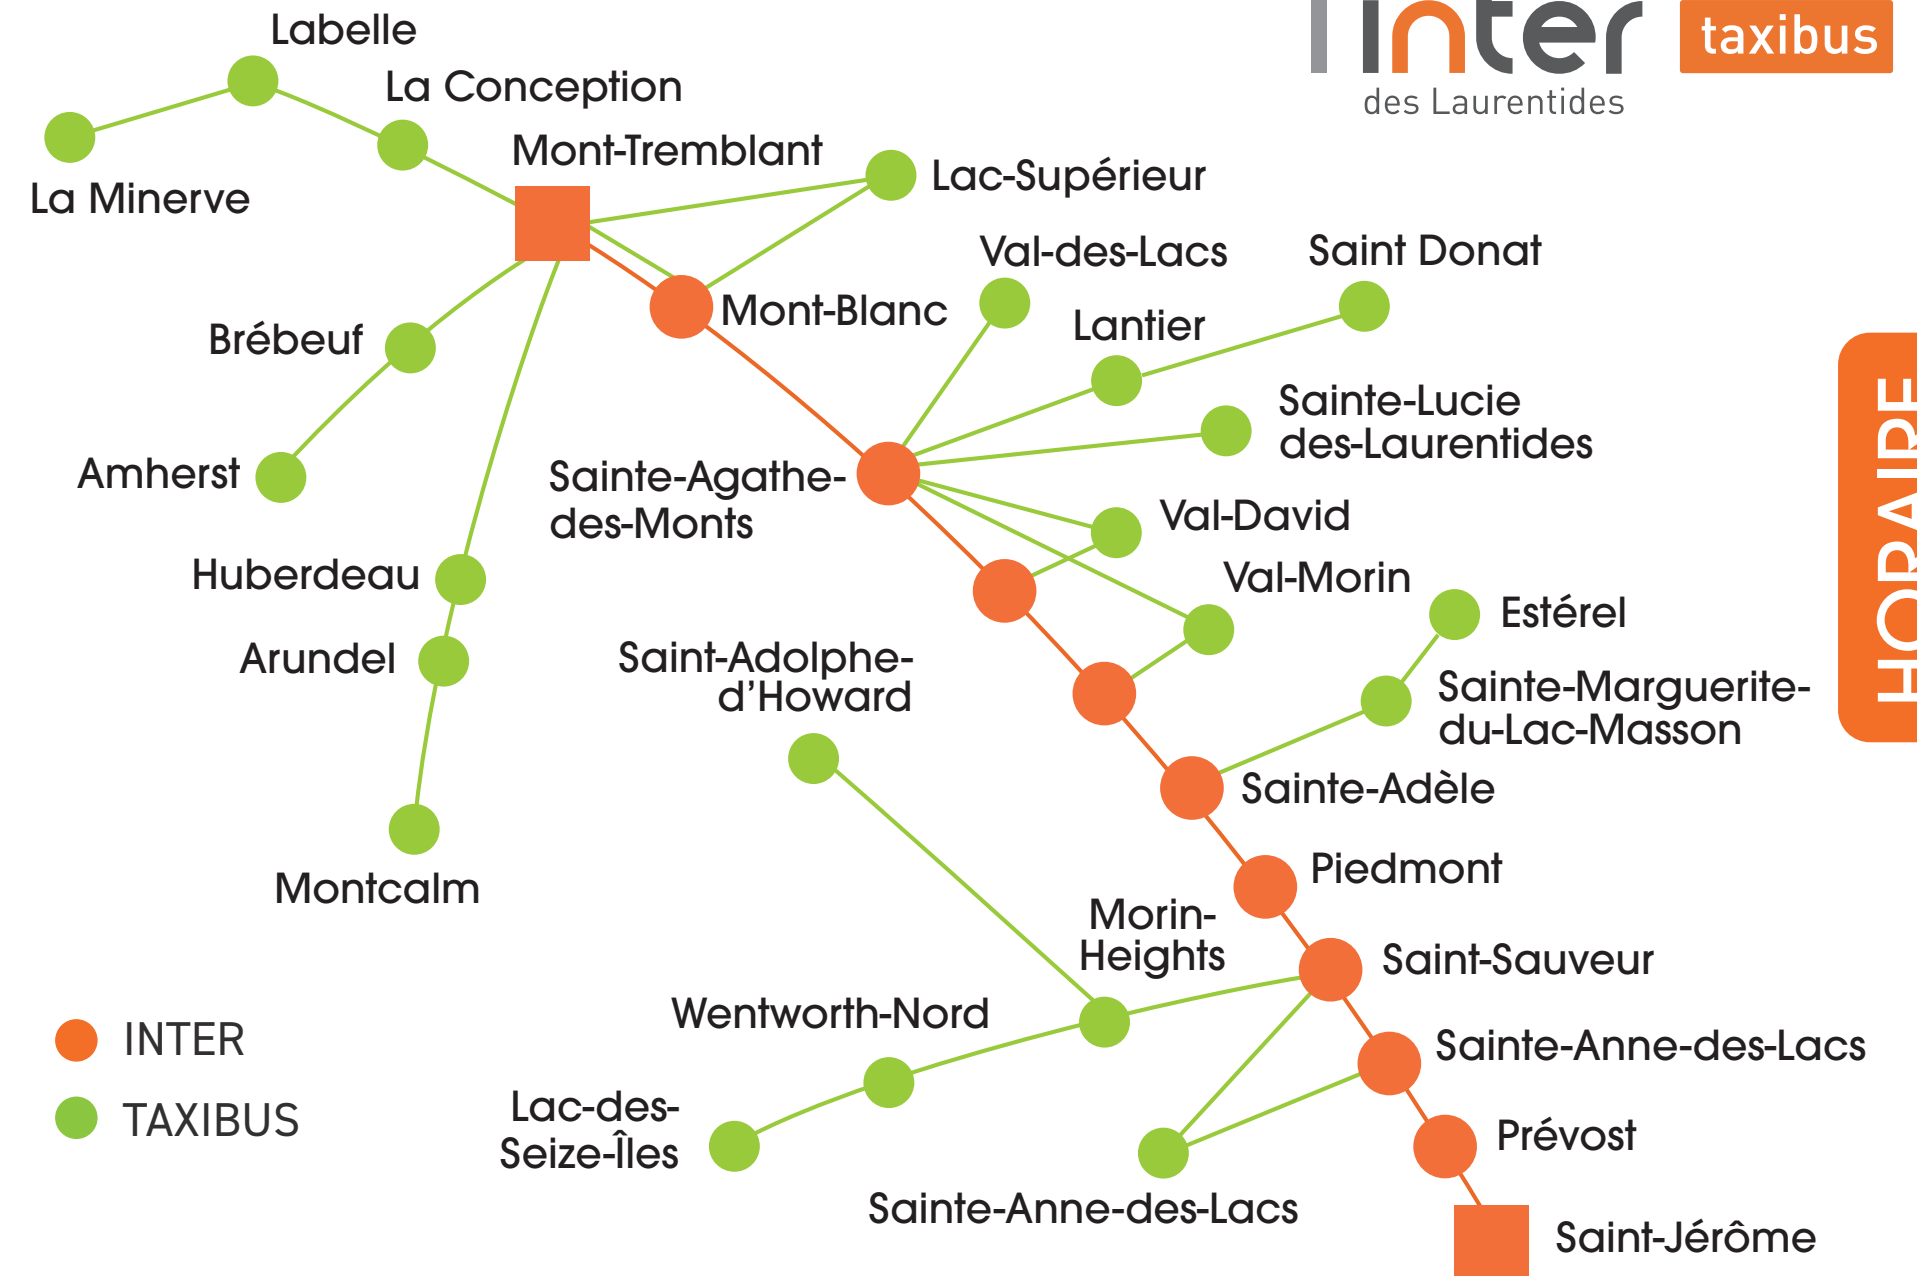 l'inter
taxibus
des Laurentides
Labelle
La Conception
Mont-Tremblant
La Minerve
Lac-Supérieur
Val-des-Lacs
Saint Donat
Mont-Blanc
Lantier
Brébeuf
Sainte-Lucie
des-Laurentides
Amherst
Sainte-Agathe-
des-Monts
Val-David
Huberdeau
Val-Morin
Estérel
Arundel
Saint-Adolphe-
d'Howard
Sainte-Marguerite-
du-Lac-Masson
Sainte-Adèle
Montcalm
Piedmont
Morin-
Heights
Saint-Sauveur
Wentworth-Nord
INTER
Sainte-Anne-des-Lacs
TAXIBUS
Lac-des-
Seize-Îles
Prévost
Sainte-Anne-des-Lacs
Saint-Jérôme
HORAIRE